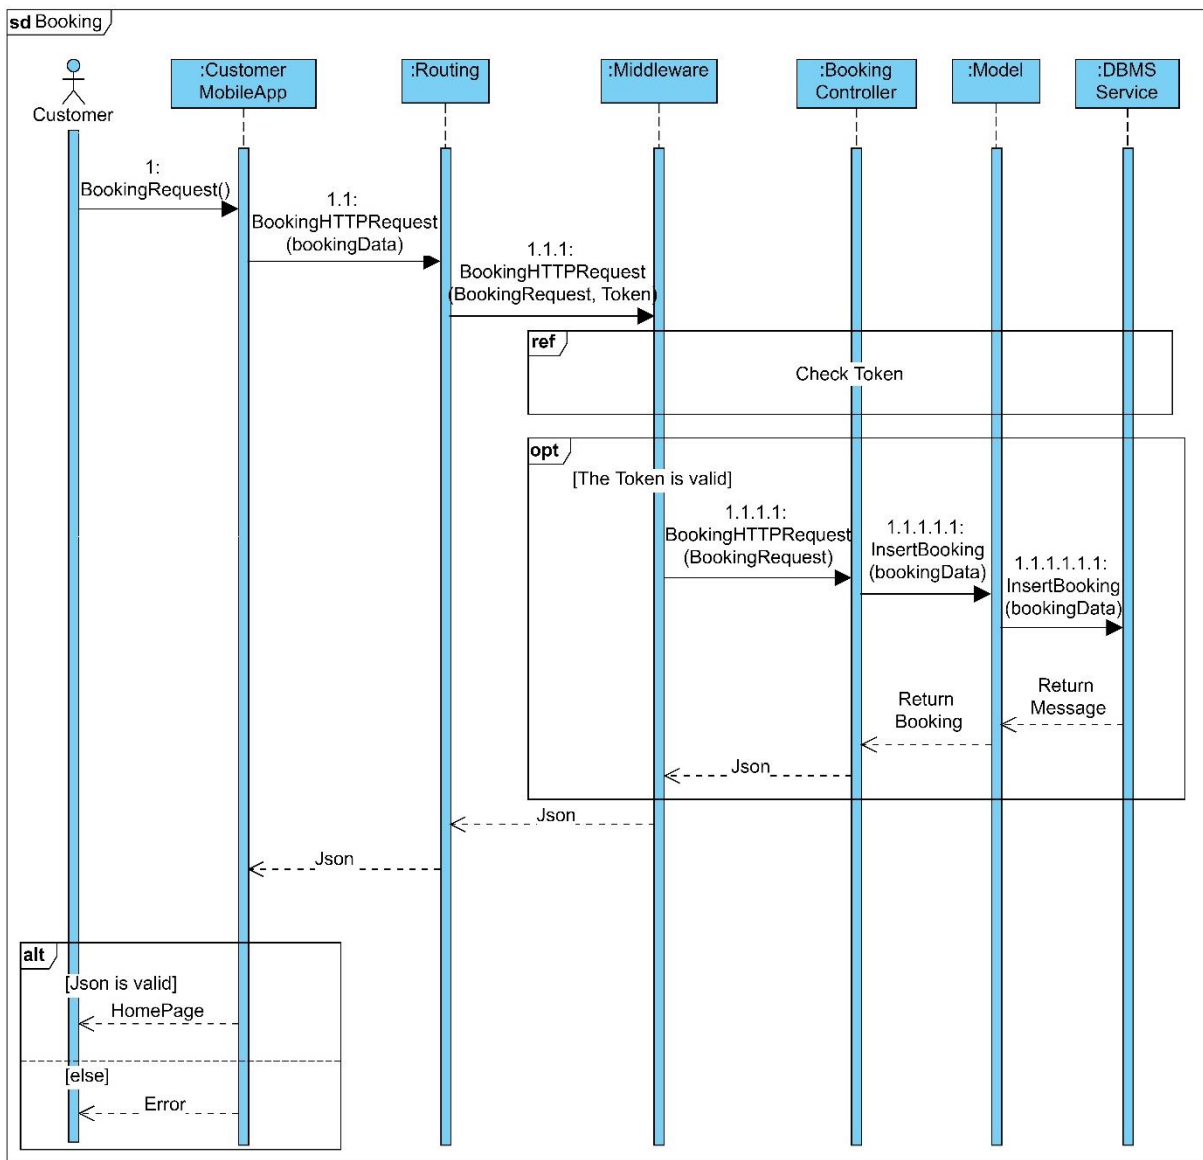 sd Booking
Customer
:Customer
MobileApp
:Routing
:Middleware
:Booking
Controller
:Model
:DBMS
Service
1:
BookingRequest()
1.1:
BookingHTTPRequest
(bookingData)
1.1.1:
BookingHTTPRequest
(BookingRequest, Token)
ref
Check Token
opt
[The Token is valid]
1.1.1.1:
BookingHTTPRequest
(BookingRequest)
1.1.1.1.1:
InsertBooking
(bookingData)
1.1.1.1.1.1:
InsertBooking
(bookingData)
Return
Message
Return
Booking
Json
Json
Json
alt
[Json is valid]
HomePage
[else]
Error